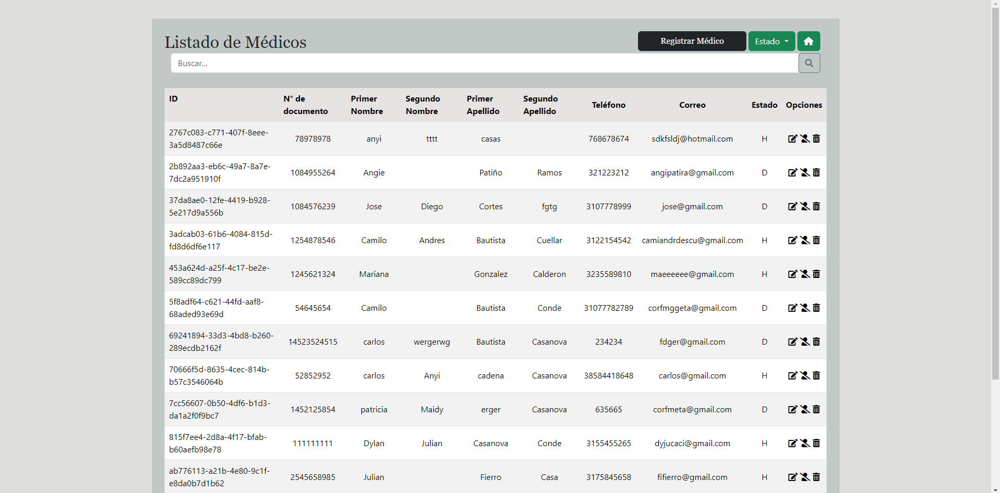 Listado de Médicos
Registrar Médico
Estado
Buscar...
ID N° de documento Primer Nombre Segundo Nombre Primer Apellido Segundo Apellido Teléfono Correo Estado Opciones
2767c083-c771-407f-8eee-3a5d8487c66e 78978978 anyi tttt casas 768678674 sdkfsldj@hotmail.com H
2b892aa3-eb6c-49a7-8a7e-7dc2a951910f 1084955264 Angie Patiño Ramos 321223212 angipatira@gmail.com D
37da8ae0-12fe-4419-b928-5e217d9a556b 1084576239 Jose Diego Cortes fgtg 3107778999 jose@gmail.com D
3adcab03-61b6-4084-815d-fd8d6df6e117 1254878546 Camilo Andres Bautista Cuellar 3122154542 camiandrdescu@gmail.com H
453a624d-a25f-4c17-be2e-589cc89dc799 1245621324 Mariana Gonzalez Calderon 3235589810 maeeeeee@gmail.com H
5f8adf64-c621-44fd-aaf8-68aded93e69d 54645654 Camilo Bautista Conde 31077782789 corfmggeta@gmail.com D
69241894-33d3-4bd8-b260-289ecdb2162f 14523524515 carlos wergerwg Bautista Casanova 234234 fdger@gmail.com D
70666f5d-8635-4cec-814b-b57c3546064b 52852952 carlos Anyi cadena Casanova 38584418648 carlos@gmail.com H
7cc56607-0b50-4df6-b1d3-da1a2f0f9bc7 1452125854 patricia Maidy erger Casanova 635665 corfmeta@gmail.com D
815f7ee4-2d8a-4f17-bfab-b60aefb98e78 111111111 Dylan Julian Casanova Conde 3155455265 dyjucaci@gmail.com H
ab776113-a21b-4e80-9c1f-e8da0b7d1b62 2545658985 Julian Fierro Casa 3175845658 fifierro@gmail.com H